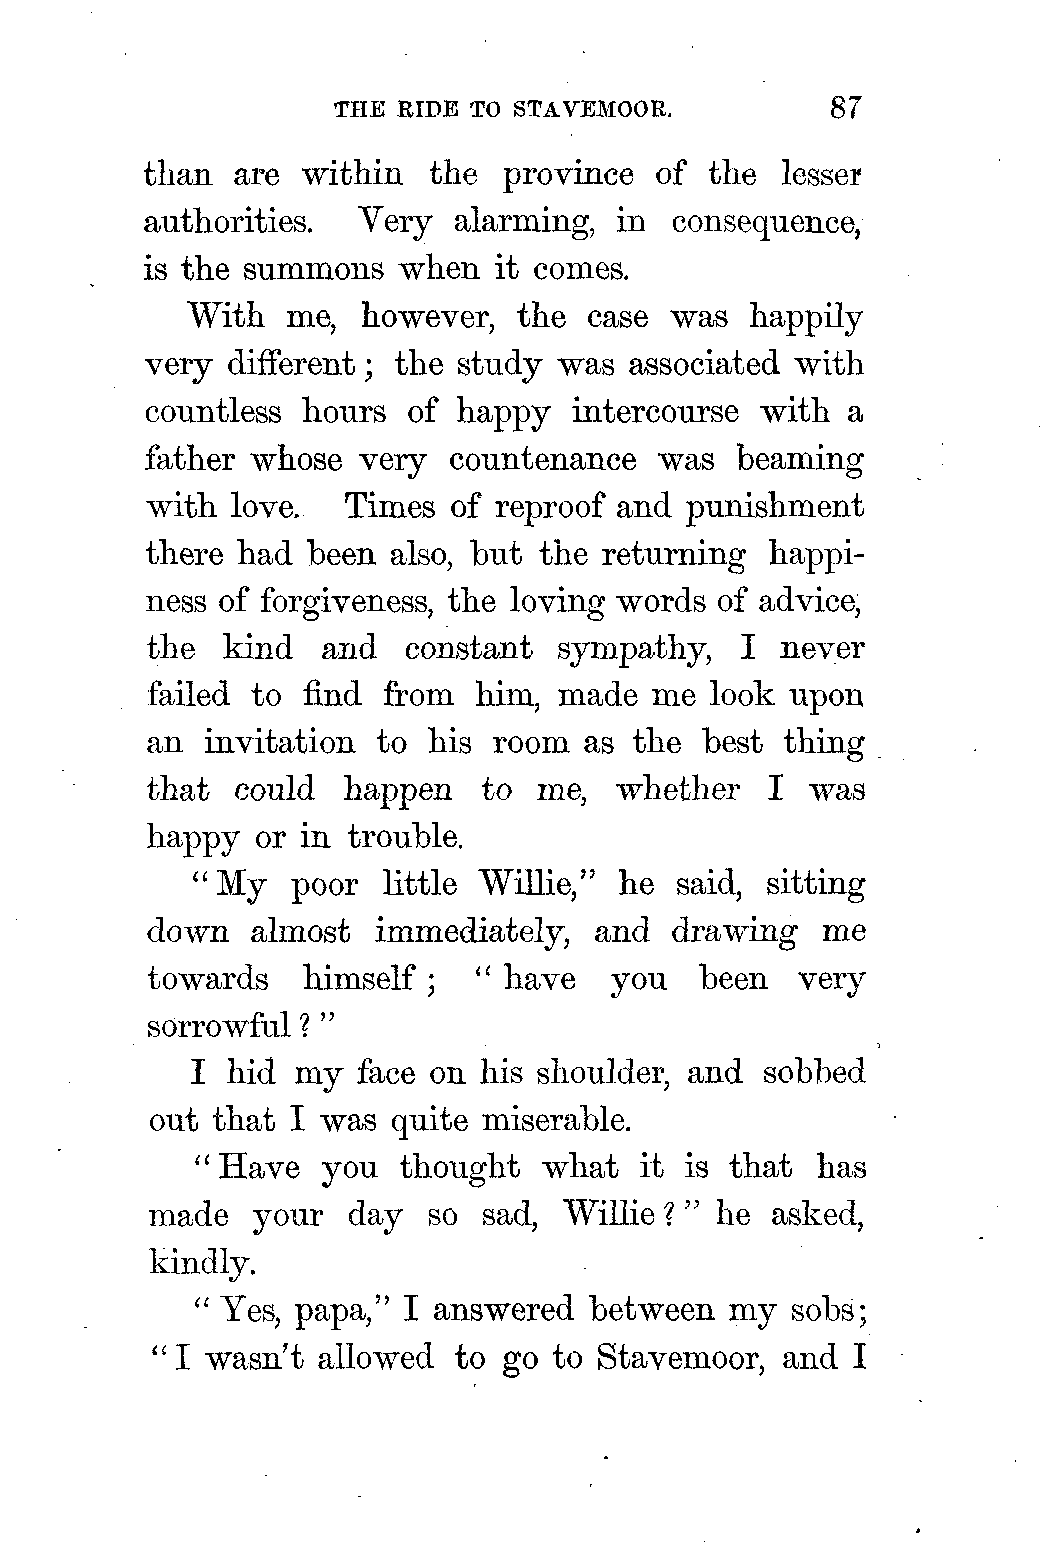 THE RIDE TO STAVEMOOR. 87
than are within the province of the lesser
authorities. Very alarming, in consequence,
is the summons when it comes.
With me, however, the case was happily
very different ; the study was associated with
countless hours of happy intercourse with a
father whose very countenance was beaming
with love. Times of reproof and punishment
there had been also, but the returning happi-
ness of forgiveness, the loving words of advice,
the kind and constant sympathy, I never
failed to find from him, made me look upon
an invitation to his room as the best thing
that could happen to me, whether I was
happy or in trouble.
“ My poor little Willie,” he said, sitting
down almost immediately, and drawing me
towards himself ; “ have you been very
sorrowful ? ”
I hid my face on his shoulder, and sobbed
out that I was quite miserable.
“ Have you thought what it is that has
made your day so sad, Willie ? ” he asked,
kindly.
“ Yes, papa,” I answered between my sobs;
“ I wasn't allowed to go to Stavemoor, and I